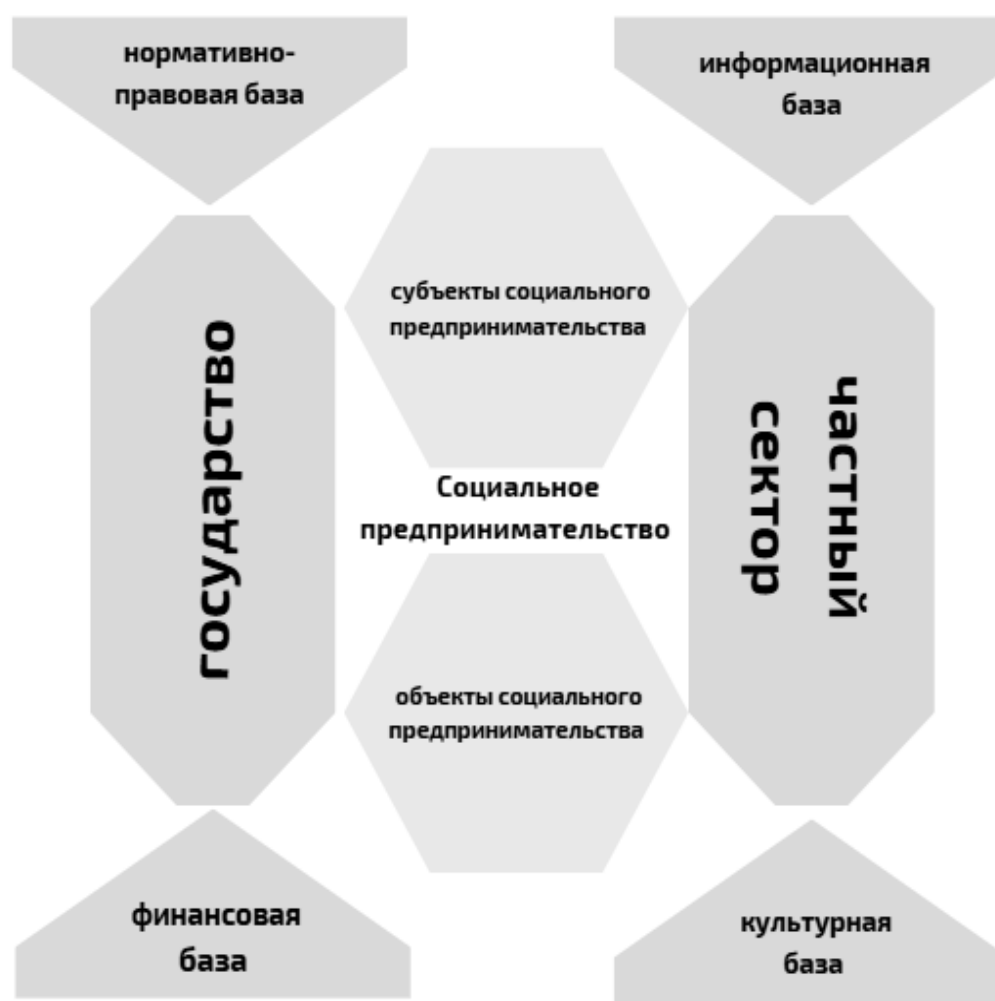 нормативно-
правовая база
информационная
база
субъекты социального
предпринимательства
государство
частный
сектор
Социальное
предпринимательство
объекты социального
предпринимательства
финансовая
база
культурная
база